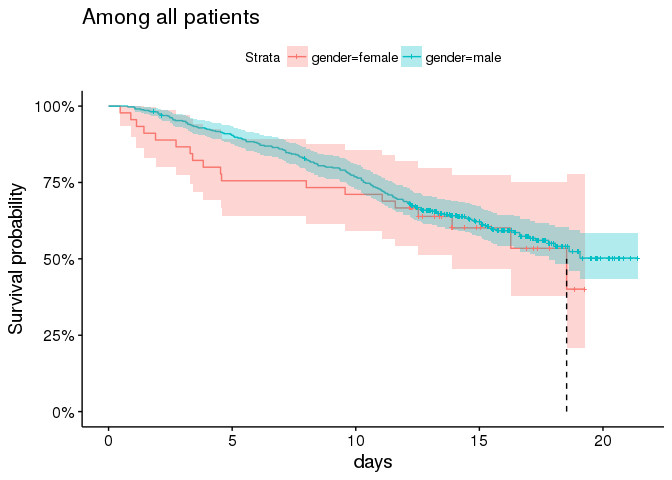 Among all patients
Strata gender=female gender=male
100%
75%
50%
25%
0%
Survival probability
0 5 10 15 20
days